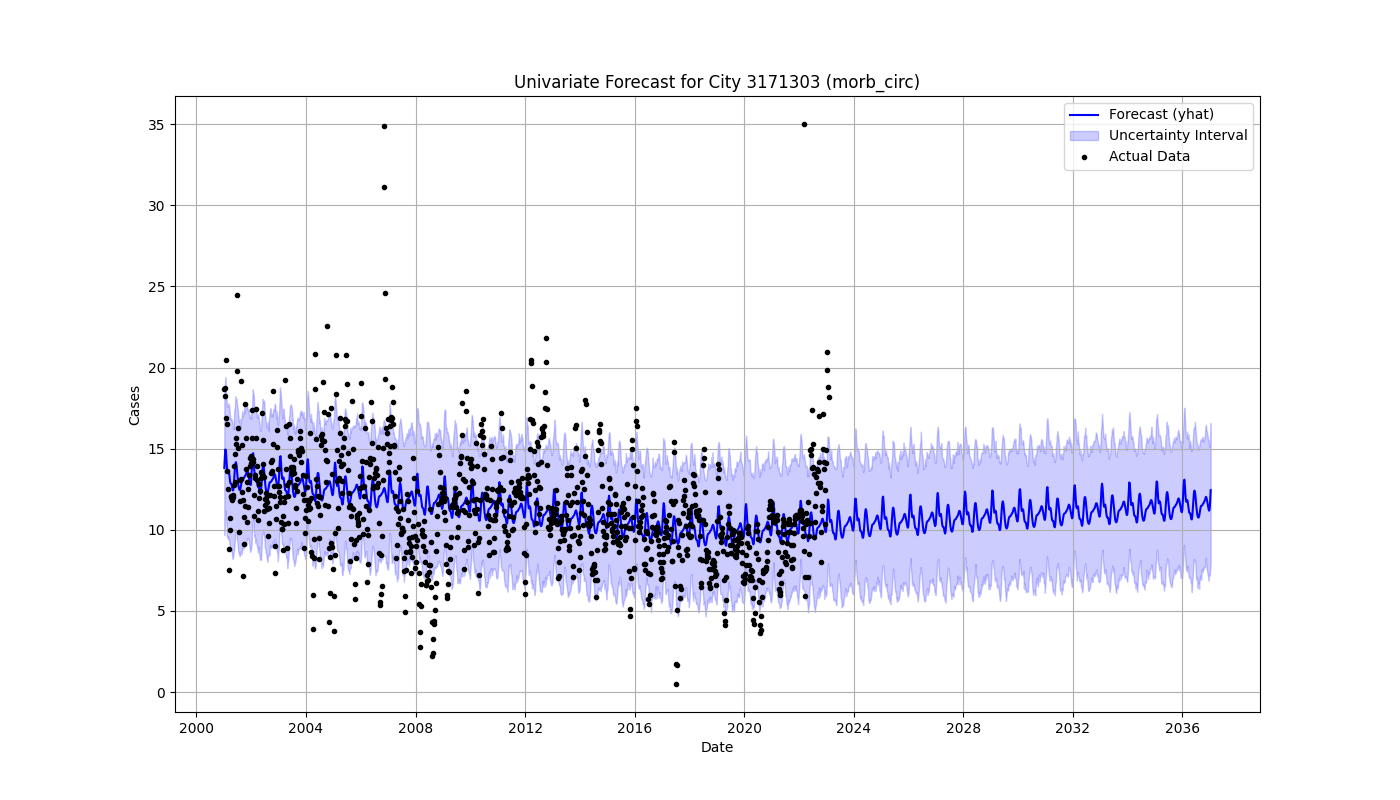 Univariate Forecast for City 3171303 (morb_circ)
Forecast (yhat)
Uncertainty Interval
Actual Data
Cases
35
30
25
20
15
10
5
0
2000 2004 2008 2012 2016 2020 2024 2028 2032 2036
Date